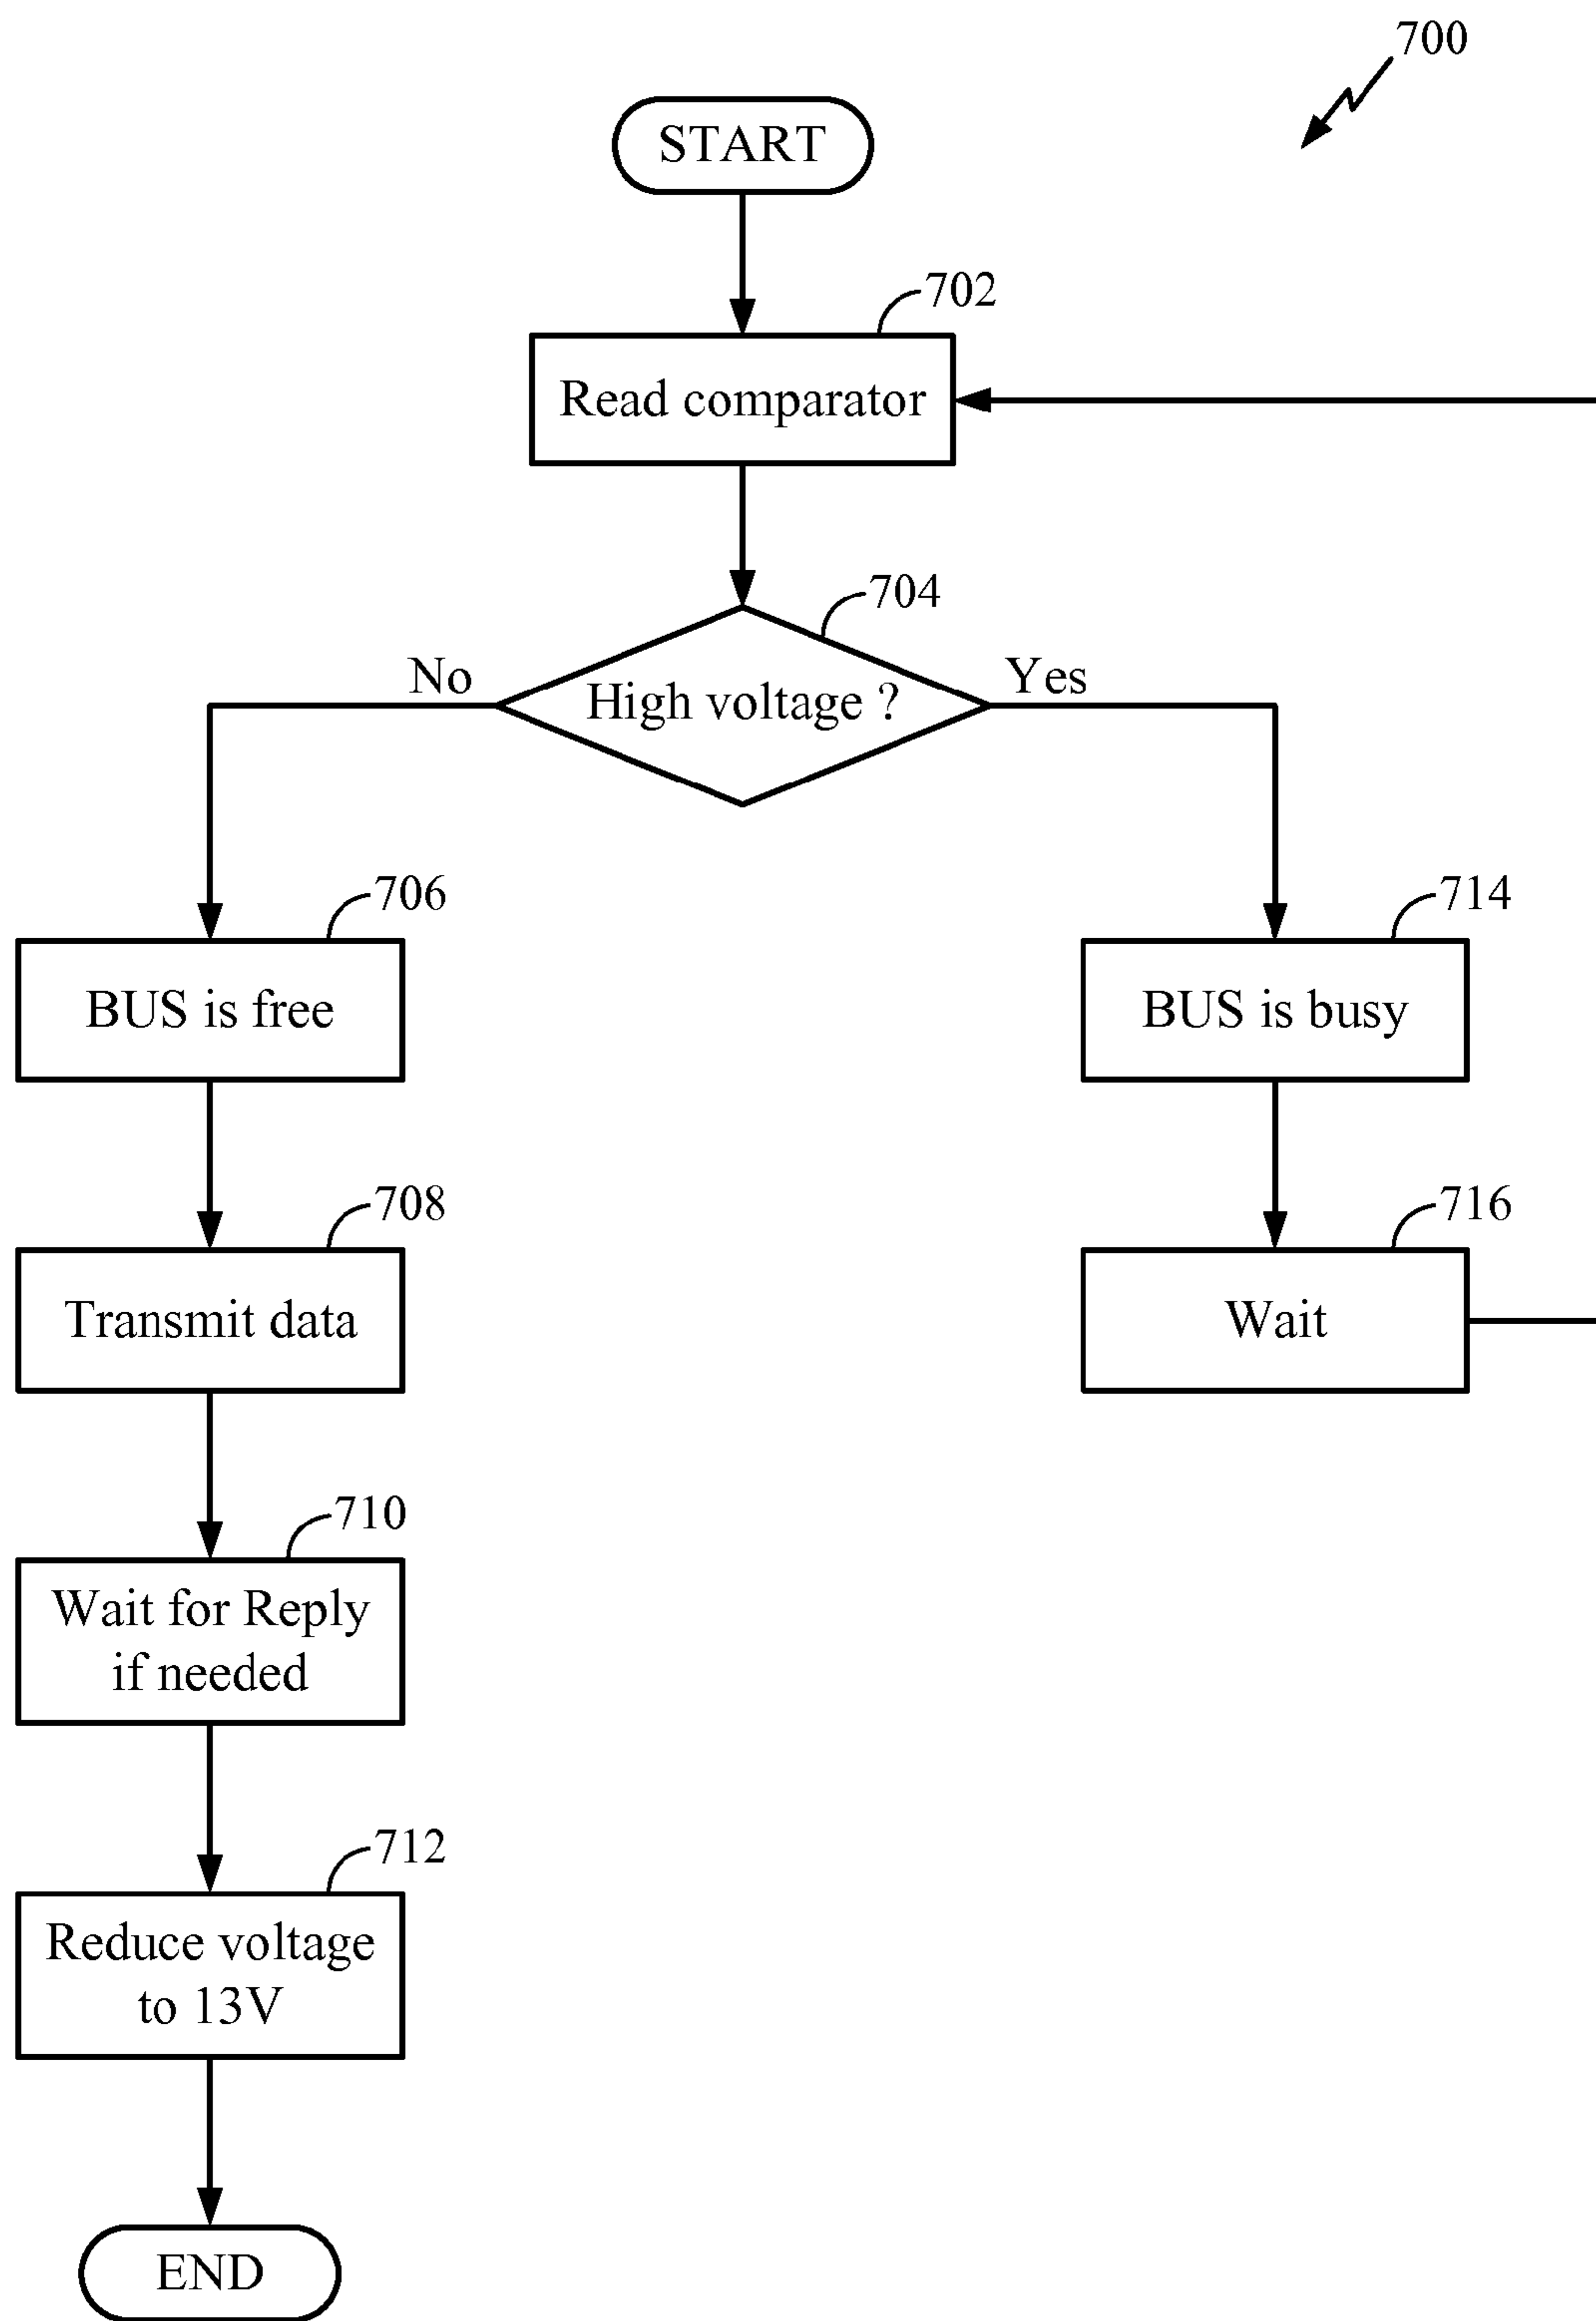 700
START
702
Read comparator
704
No
High voltage ?
Yes
706
BUS is free
714
BUS is busy
708
Transmit data
716
Wait
710
Wait for Reply
if needed
712
Reduce voltage
to 13V
END